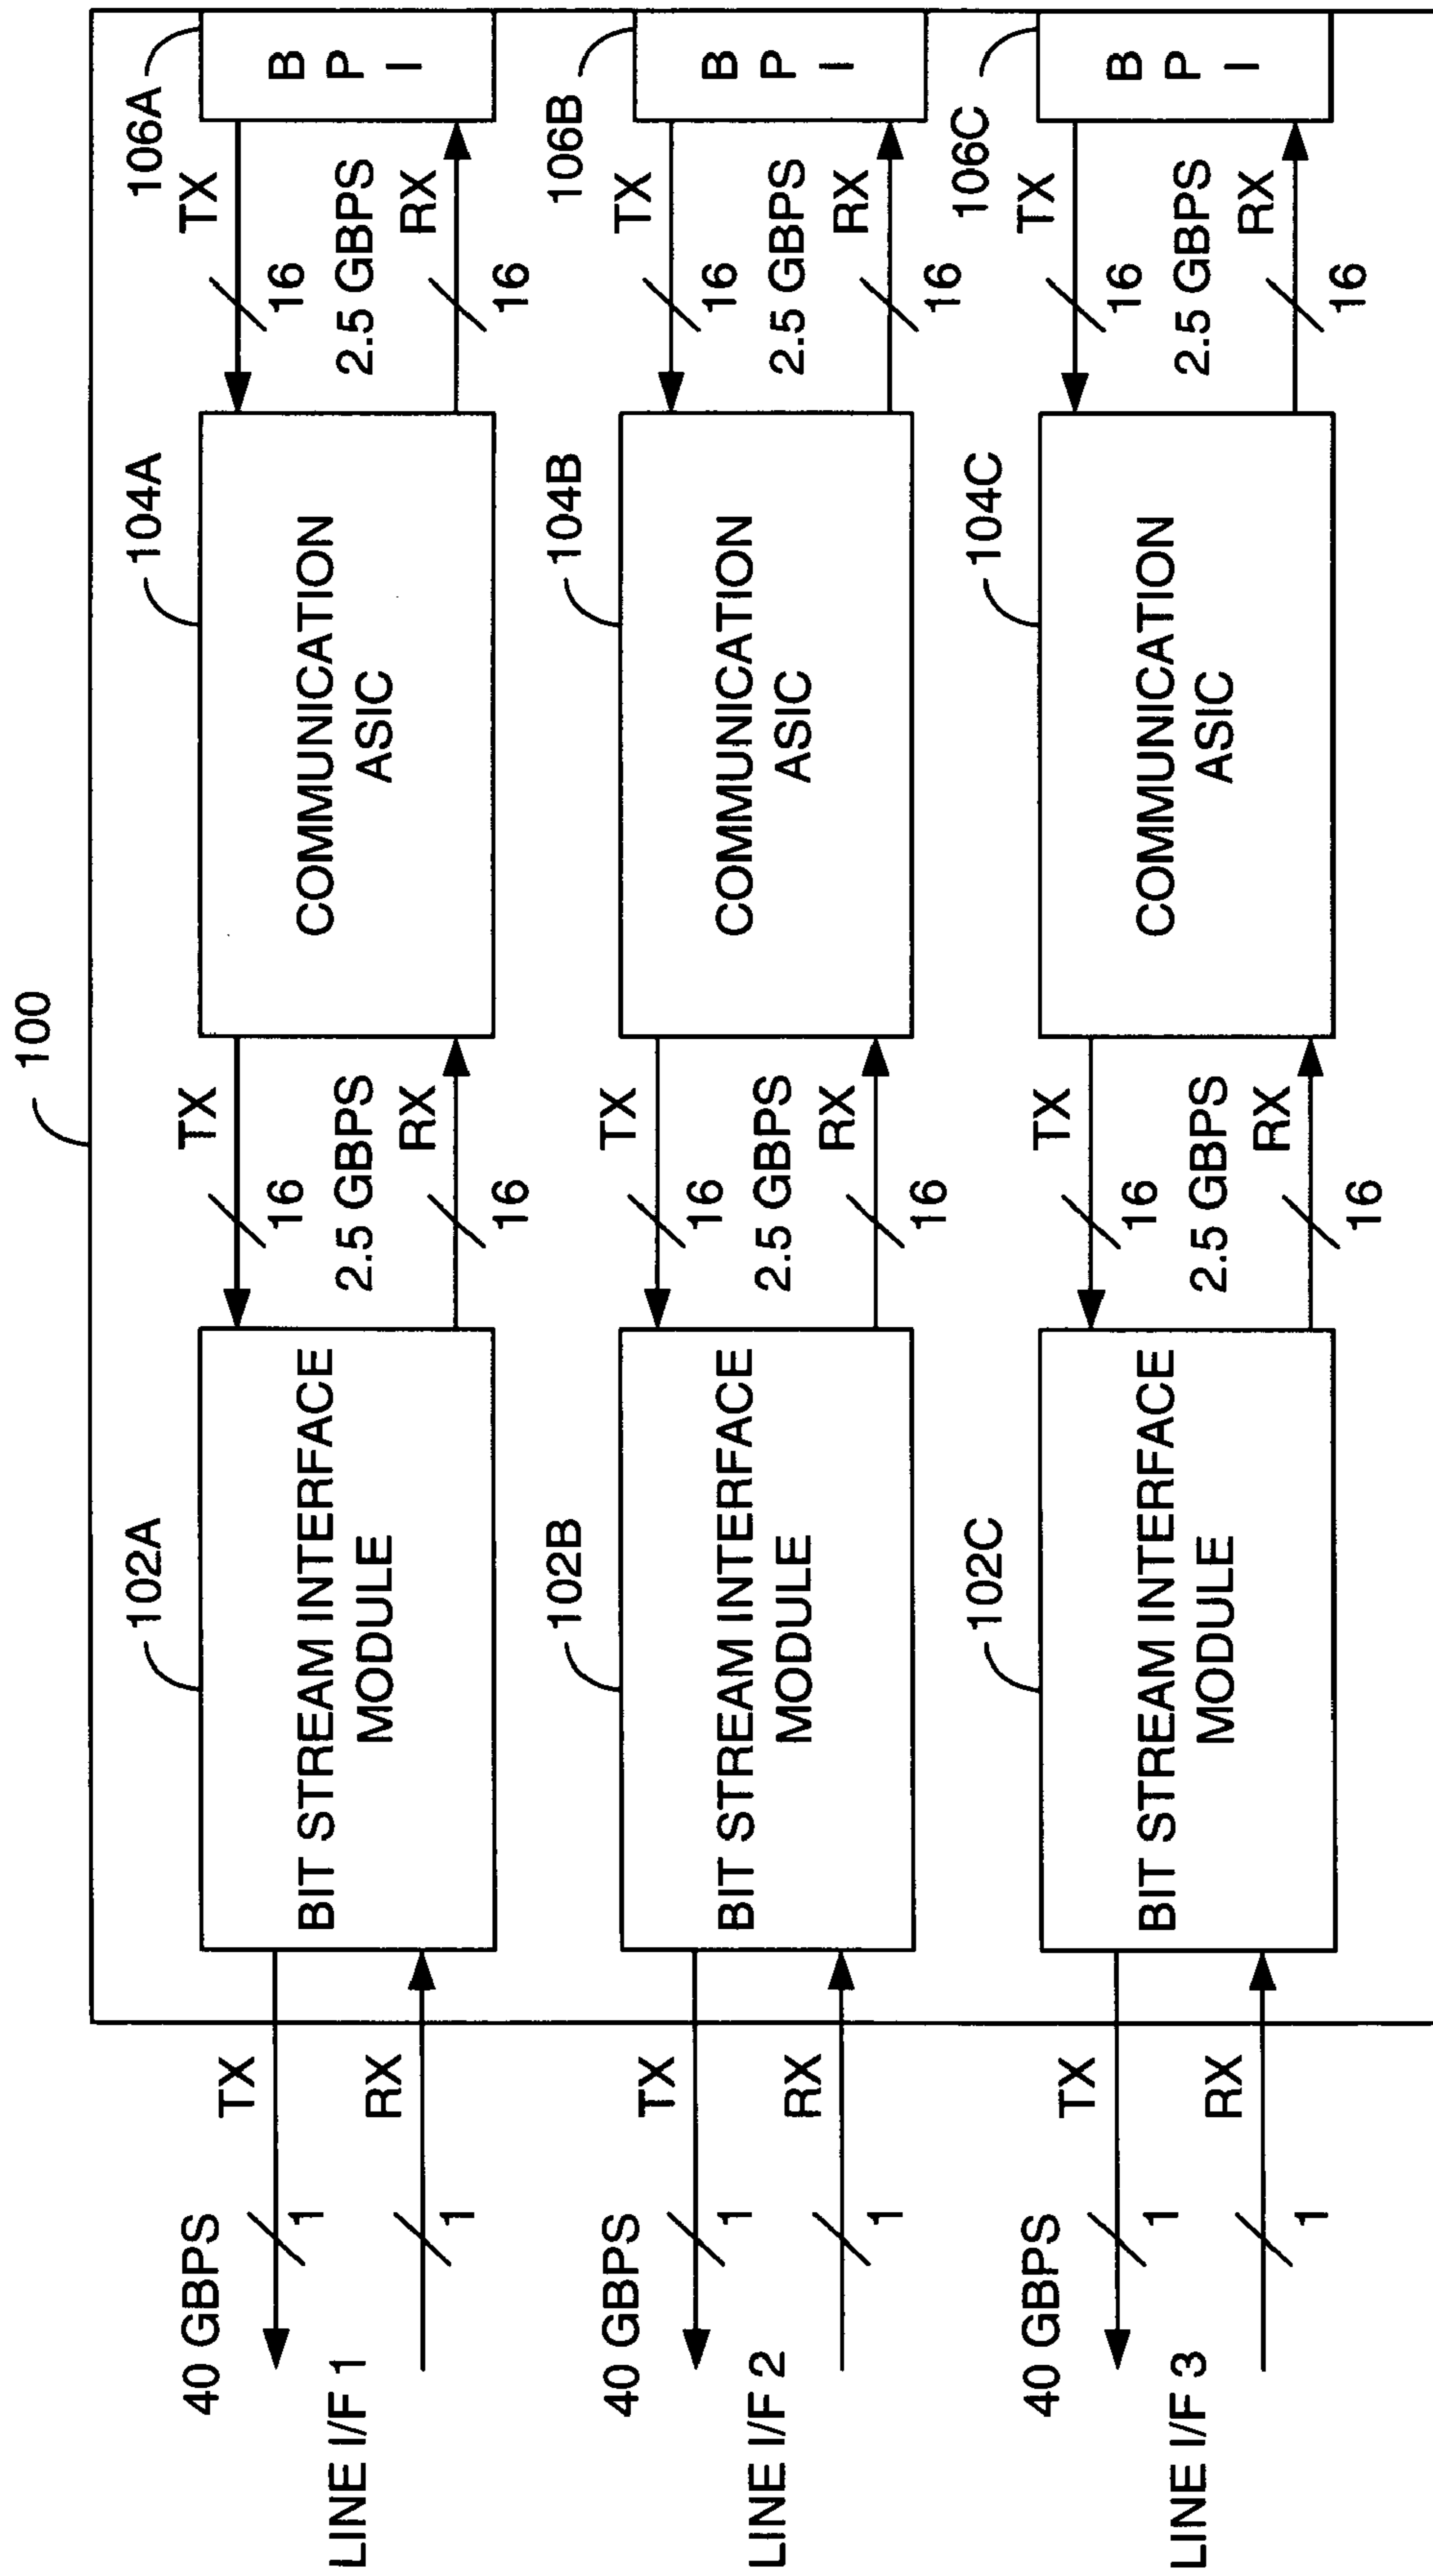 100
40 GBPS
TX
1
LINE I/F 1
RX
1
102A
BIT STREAM INTERFACE
MODULE
TX
16
2.5 GBPS
RX
16
104A
COMMUNICATION
ASIC
TX
16
2.5 GBPS
RX
16
106A
B
P
I
40 GBPS
TX
1
LINE I/F 2
RX
1
102B
BIT STREAM INTERFACE
MODULE
TX
16
2.5 GBPS
RX
16
104B
COMMUNICATION
ASIC
TX
16
2.5 GBPS
RX
16
106B
B
P
I
40 GBPS
TX
1
LINE I/F 3
RX
1
102C
BIT STREAM INTERFACE
MODULE
TX
16
2.5 GBPS
RX
16
104C
COMMUNICATION
ASIC
TX
16
2.5 GBPS
RX
16
106C
B
P
I